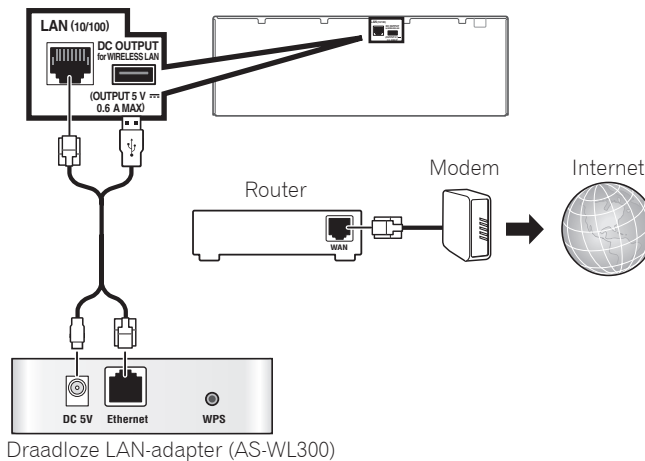 LAN (10/100)
DC OUTPUT
for WIRELESS LAN
(OUTPUT 5 V ⎓
0.6 A MAX)
Router
WAN
Modem
Internet
DC 5V
Ethernet
WPS
Draadloze LAN-adapter (AS-WL300)